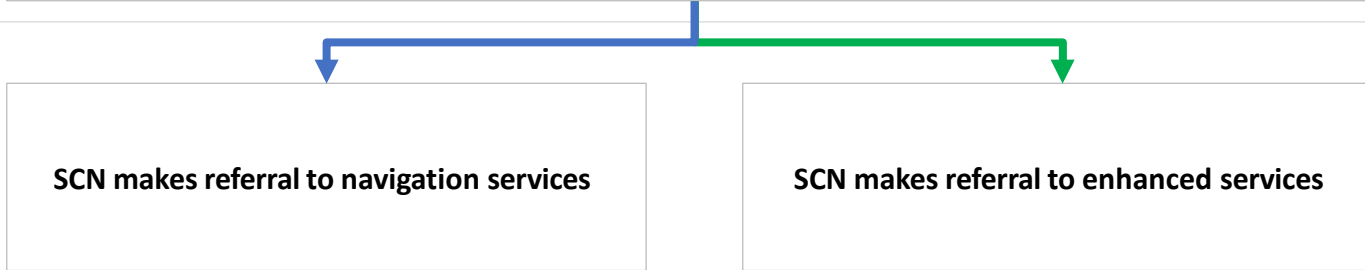 SCN makes referral to navigation services
SCN makes referral to enhanced services